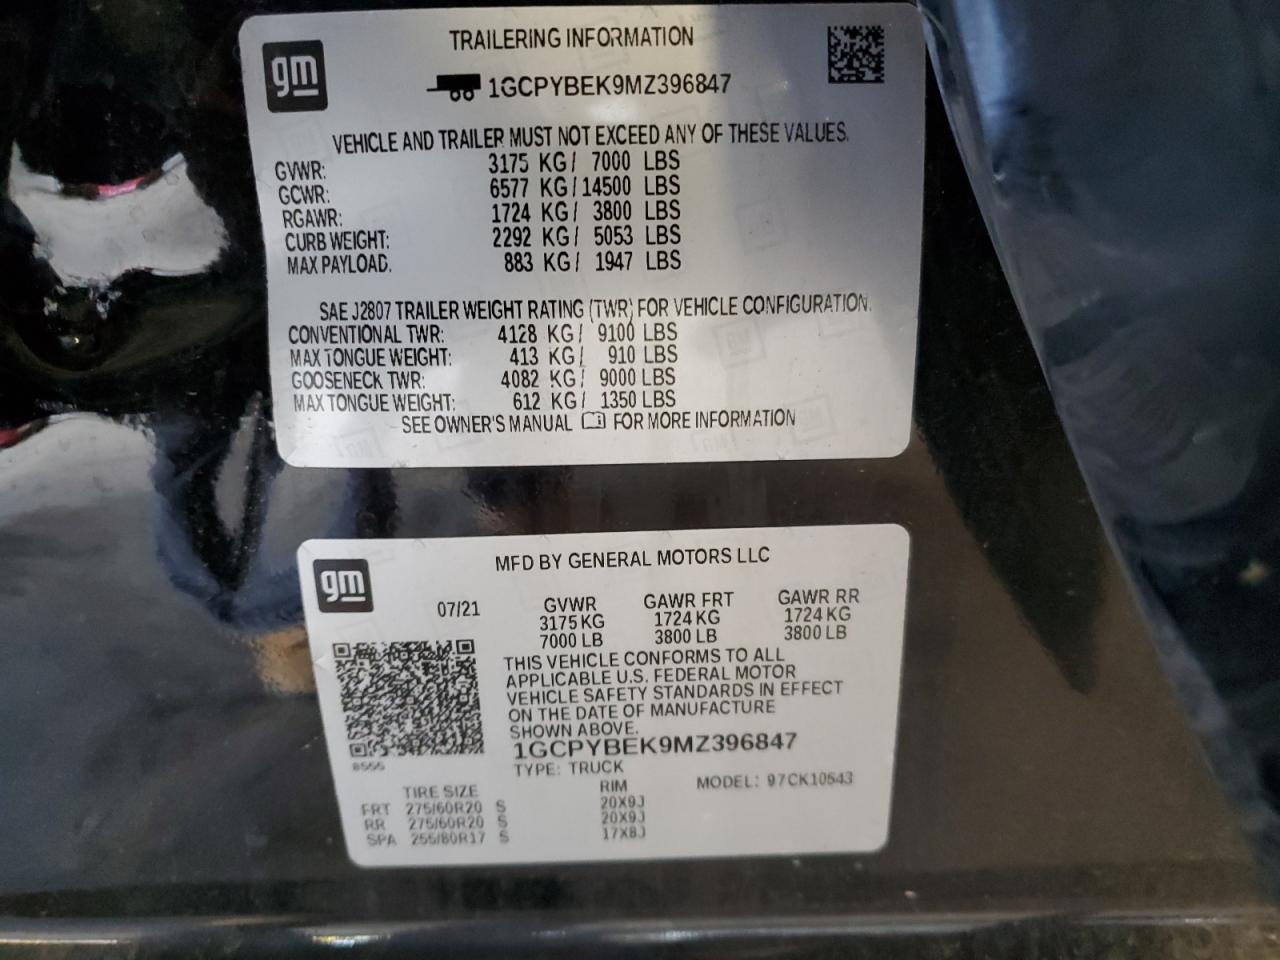 gm
TRAILERING INFORMATION
1GCPYBEK9MZ396847
VEHICLE AND TRAILER MUST NOT EXCEED ANY OF THESE VALUES.
GVWR: 3175 KG/ 7000 LBS
GCWR: 6577 KG/14500 LBS
RGAWR: 1724 KG/ 3800 LBS
CURB WEIGHT: 2292 KG/ 5053 LBS
MAX PAYLOAD. 883 KG/ 1947 LBS
SAE J2807 TRAILER WEIGHT RATING (TWR) FOR VEHICLE CONFIGURATION.
CONVENTIONAL TWR: 4128 KG/ 9100 LBS
MAX TONGUE WEIGHT: 413 KG/ 910 LBS
GOOSENECK TWR: 4082 KG/ 9000 LBS
MAX TONGUE WEIGHT: 612 KG/ 1350 LBS
SEE OWNER'S MANUAL FOR MORE INFORMATION
gm
MFD BY GENERAL MOTORS LLC
07/21 GVWR GAWR FRT GAWR RR
3175 KG 1724 KG 1724 KG
7000 LB 3800 LB 3800 LB
THIS VEHICLE CONFORMS TO ALL
APPLICABLE U.S. FEDERAL MOTOR
VEHICLE SAFETY STANDARDS IN EFFECT
ON THE DATE OF MANUFACTURE
SHOWN ABOVE.
1GCPYBEK9MZ396847
TYPE: TRUCK MODEL: 97CK10543
TIRE SIZE RIM
FRT 275/60R20 S 20X9J
RR 275/60R20 S 20X9J
SPA 255/80R17 S 17X8J